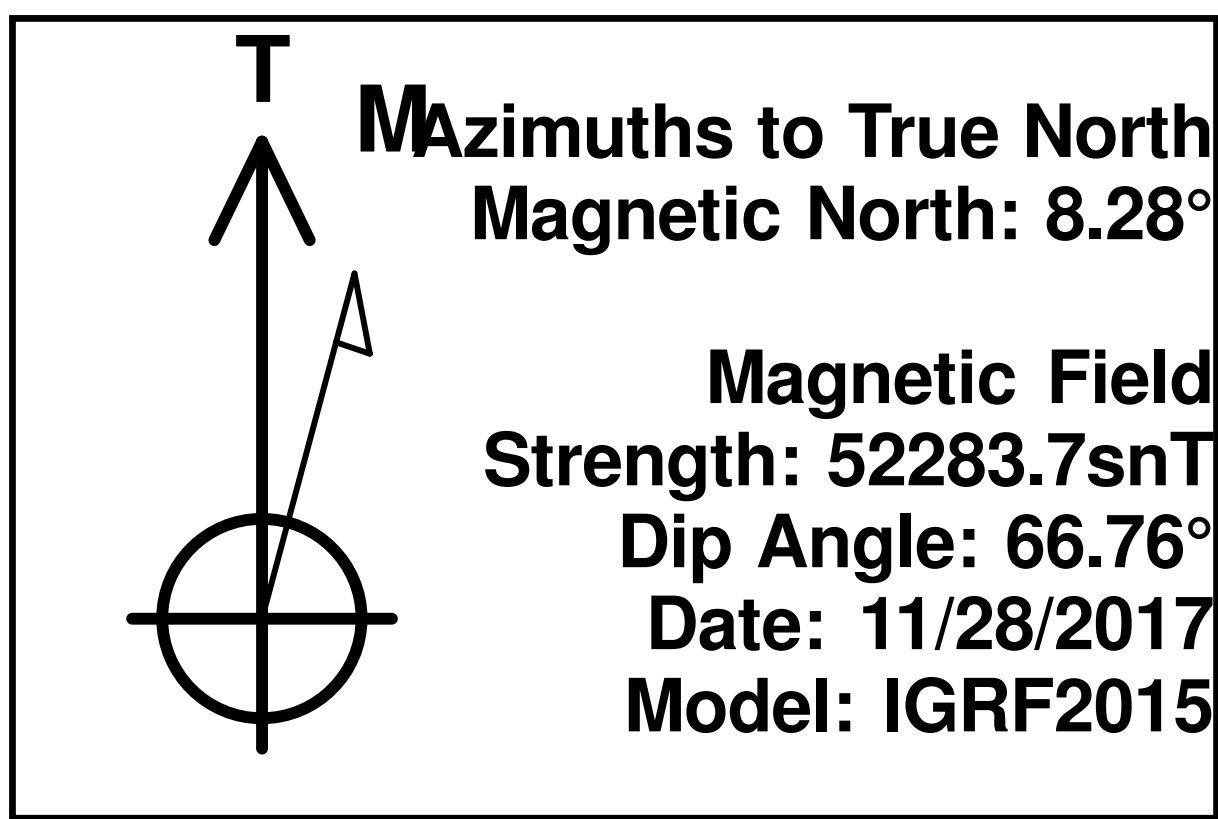 T
M
Azimuths to True North
Magnetic North: 8.28°
Magnetic Field
Strength: 52283.7snT
Dip Angle: 66.76°
Date: 11/28/2017
Model: IGRF2015